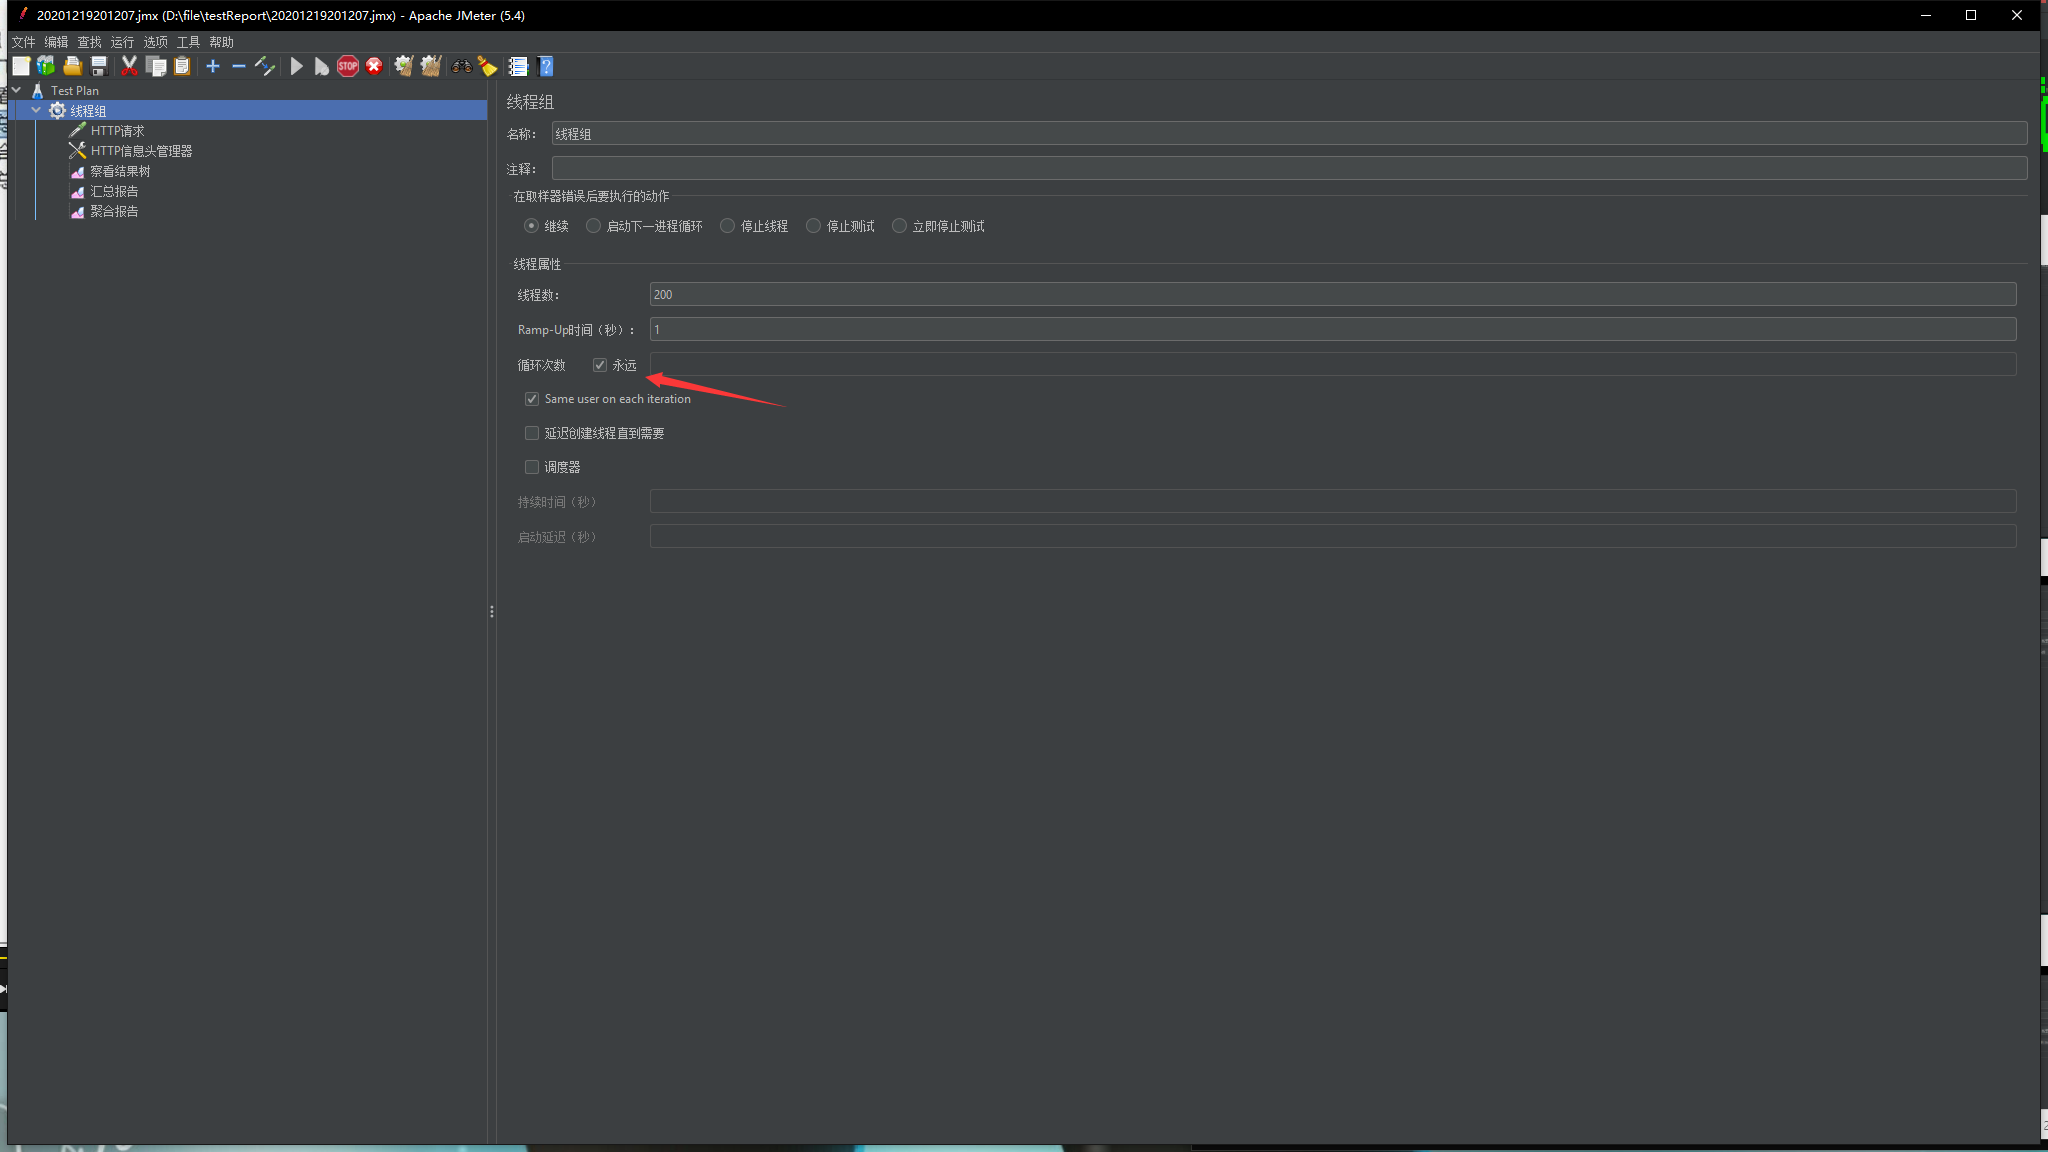 20201219201207.jmx (D:\file\testReport\20201219201207.jmx) - Apache JMeter (5.4)
文件 编辑 查找 运行 选项 工具 帮助
STOP
Test Plan
线程组
HTTP请求
HTTP信息头管理器
察看结果树
汇总报告
聚合报告
线程组
名称： 线程组
注释：
在取样器错误后要执行的动作
继续 启动下一进程循环 停止线程 停止测试 立即停止测试
线程属性
线程数： 200
Ramp-Up时间（秒）： 1
循环次数 永远
Same user on each iteration
延迟创建线程直到需要
调度器
持续时间（秒）
启动延迟（秒）